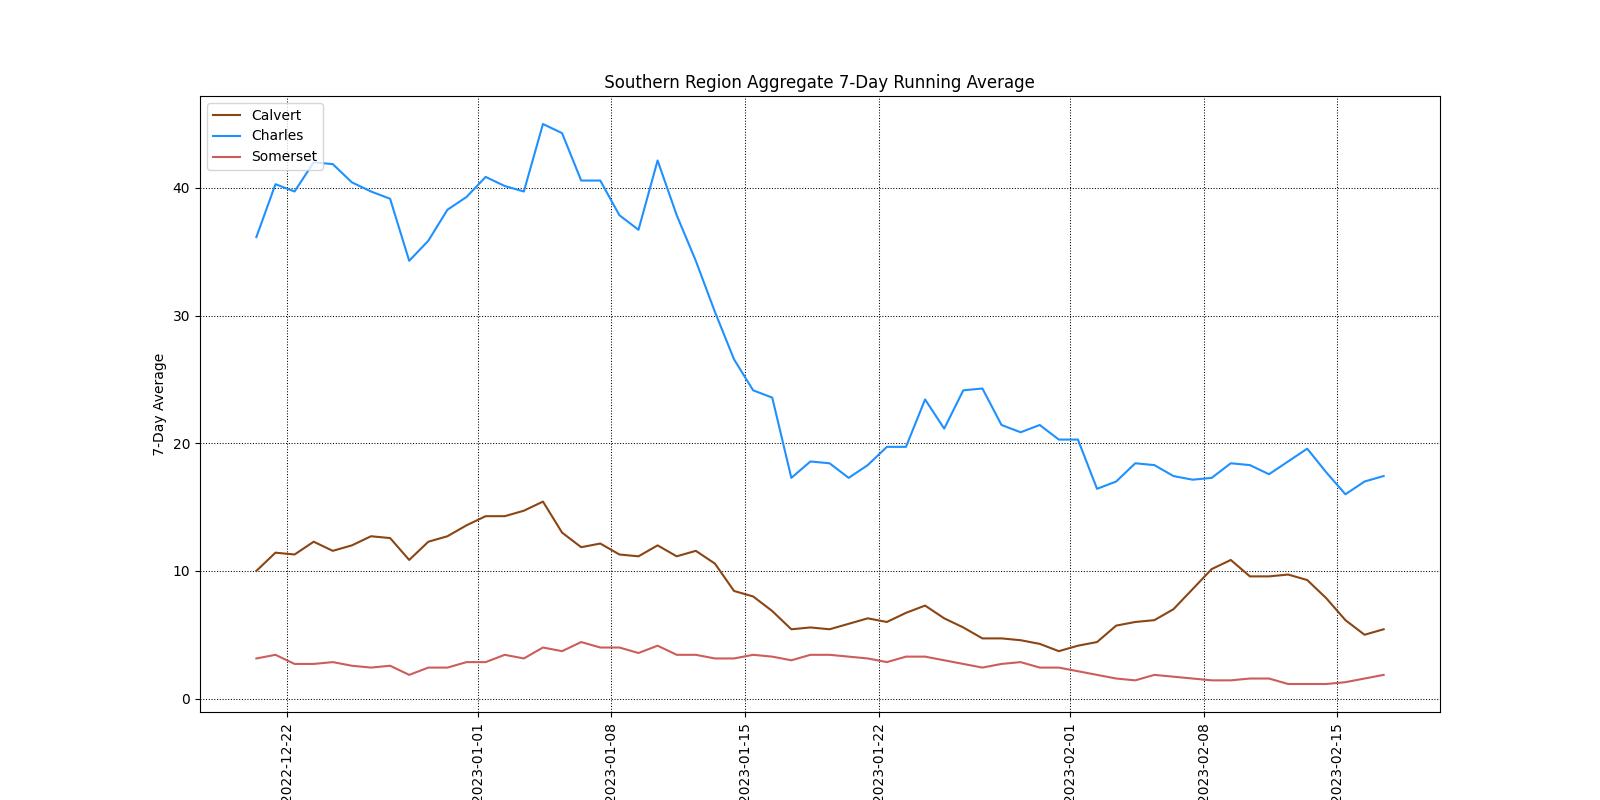 Southern Region Aggregate 7-Day Running Average
Calvert
Charles
Somerset
7-Day Average
40
30
20
10
0
2022-12-22
2023-01-01
2023-01-08
2023-01-15
2023-01-22
2023-02-01
2023-02-08
2023-02-15